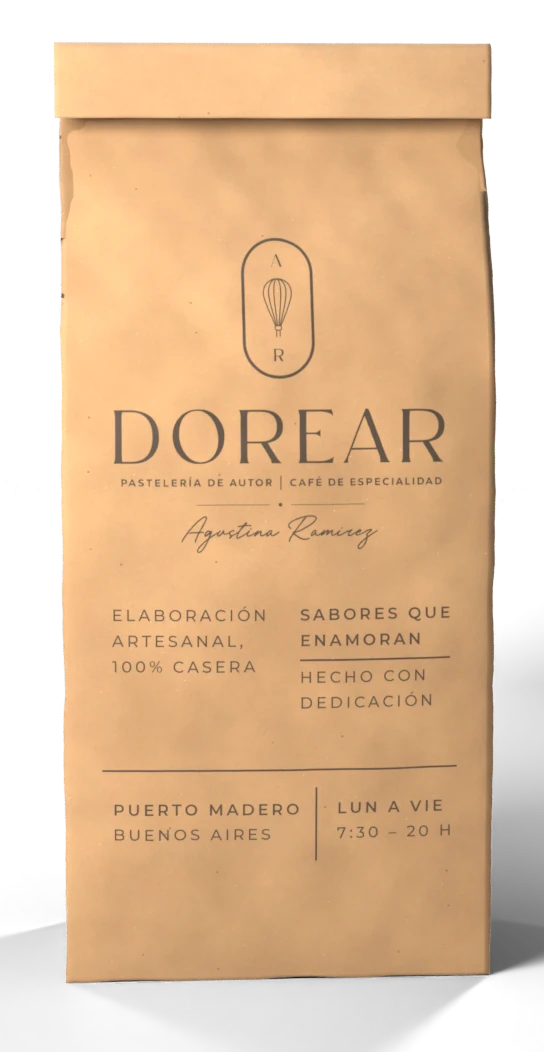 A
R
DOREAR
PASTELERÍA DE AUTOR | CAFÉ DE ESPECIALIDAD
Agustina Ramirez
ELABORACIÓN
ARTESANAL,
100% CASERA
SABORES QUE
ENAMORAN
HECHO CON
DEDICACIÓN
PUERTO MADERO
BUENOS AIRES
LUN A VIE
7:30 – 20 H